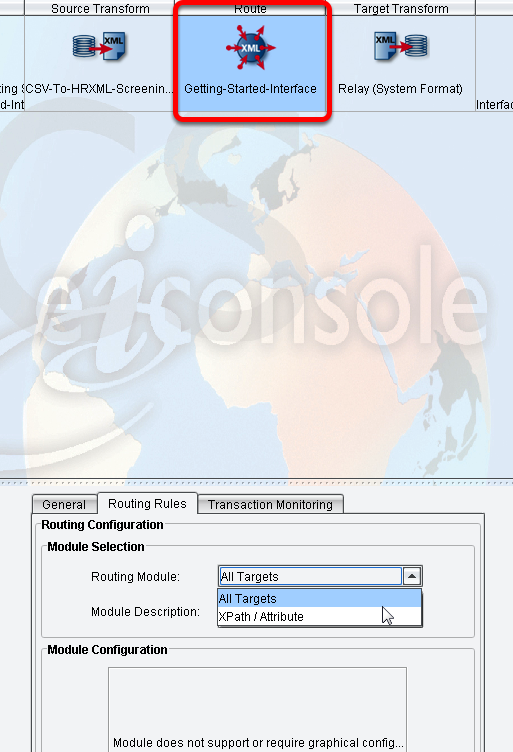 Source Transform
Route
Target Transform
XML
XML
XML
ting S
CSV-To-HRXML-Screenin...
Getting-Started-Interface
Relay (System Format)
d-Int
Interfac
eiconsole
General
Routing Rules
Transaction Monitoring
Routing Configuration
Module Selection
Routing Module:
All Targets
All Targets
Module Description:
XPath / Attribute
Module Configuration
Module does not support or require graphical config...